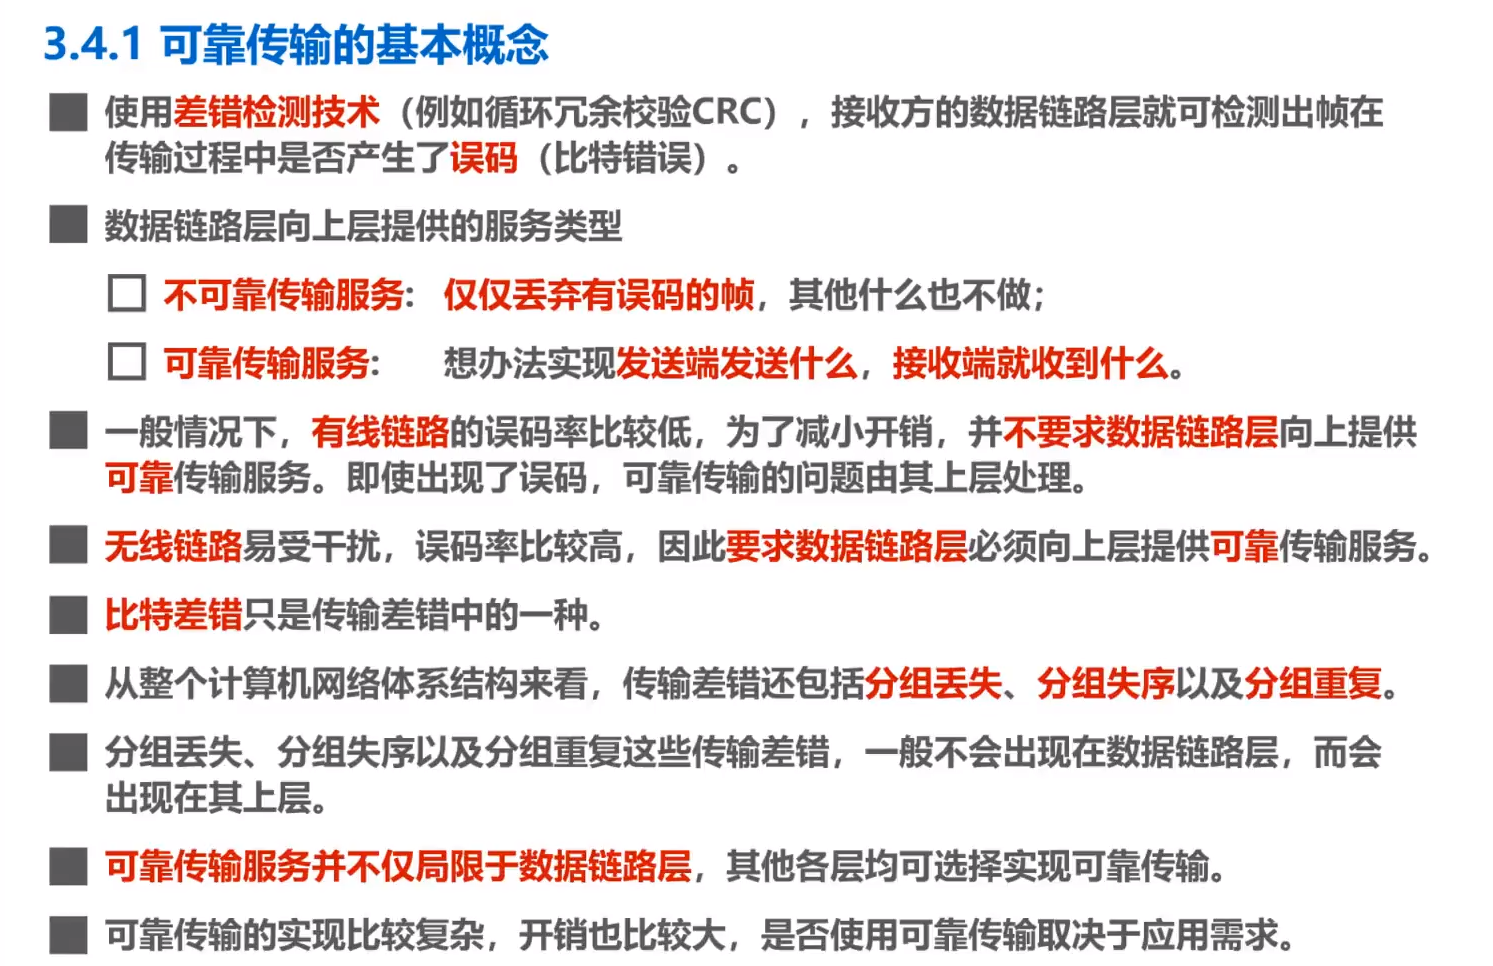 3.4.1 可靠传输的基本概念
使用差错检测技术（例如循环冗余校验CRC），接收方的数据链路层就可检测出帧在
传输过程中是否产生了误码（比特错误）。
数据链路层向上层提供的服务类型
不可靠传输服务: 仅仅丢弃有误码的帧，其他什么也不做；
可靠传输服务: 想办法实现发送端发送什么，接收端就收到什么。
一般情况下，有线链路的误码率比较低，为了减小开销，并不要求数据链路层向上提供
可靠传输服务。即使出现了误码，可靠传输的问题由其上层处理。
无线链路易受干扰，误码率比较高，因此要求数据链路层必须向上层提供可靠传输服务。
比特差错只是传输差错中的一种。
从整个计算机网络体系结构来看，传输差错还包括分组丢失、分组失序以及分组重复。
分组丢失、分组失序以及分组重复这些传输差错，一般不会出现在数据链路层，而会
出现在其上层。
可靠传输服务并不仅局限于数据链路层，其他各层均可选择实现可靠传输。
可靠传输的实现比较复杂，开销也比较大，是否使用可靠传输取决于应用需求。